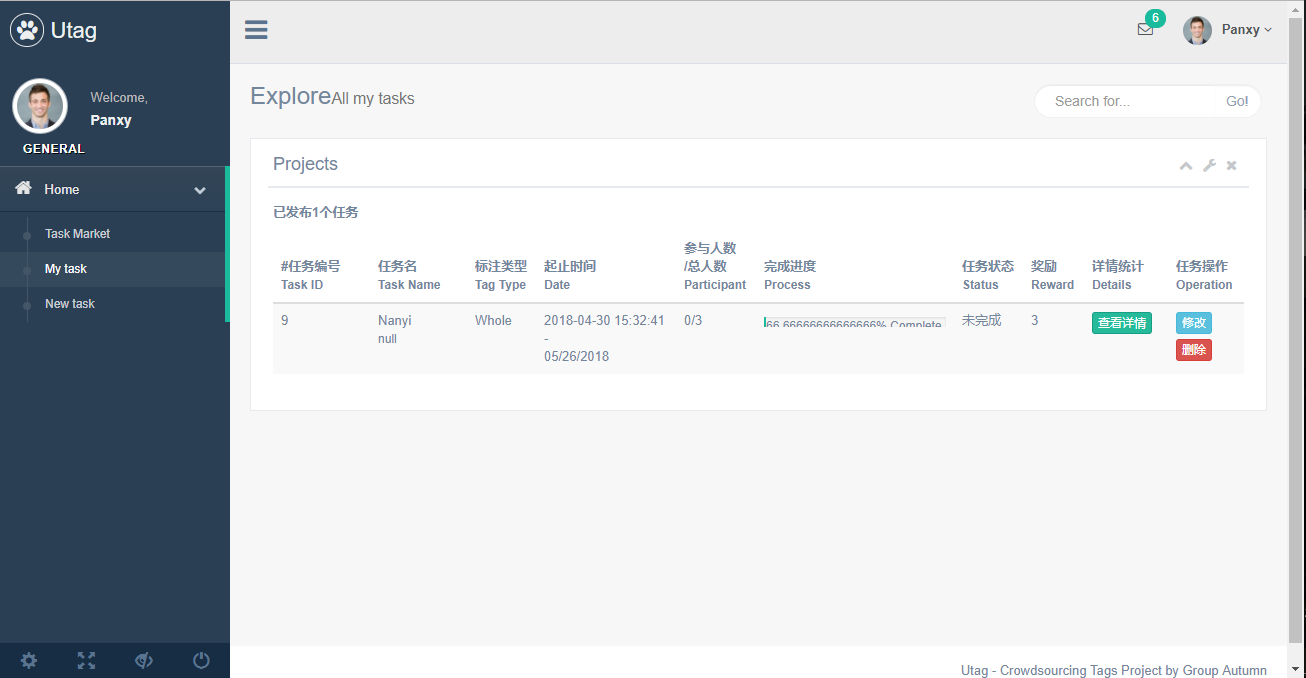 Utag
6
Panxy
Welcome,
Panxy
GENERAL
Home
Task Market
My task
New task
ExploreAll my tasks
Search for...
Go!
Projects
已发布1个任务
#任务编号
Task ID
任务名
Task Name
标注类型
Tag Type
起止时间
Date
参与人数
/总人数
Participant
完成进度
Process
任务状态
Status
奖励
Reward
详情统计
Details
任务操作
Operation
9
Nanyi
null
Whole
2018-04-30 15:32:41
-
05/26/2018
0/3
66.66666666666666% Complete
未完成
3
查看详情
修改
删除
Utag - Crowdsourcing Tags Project by Group Autumn